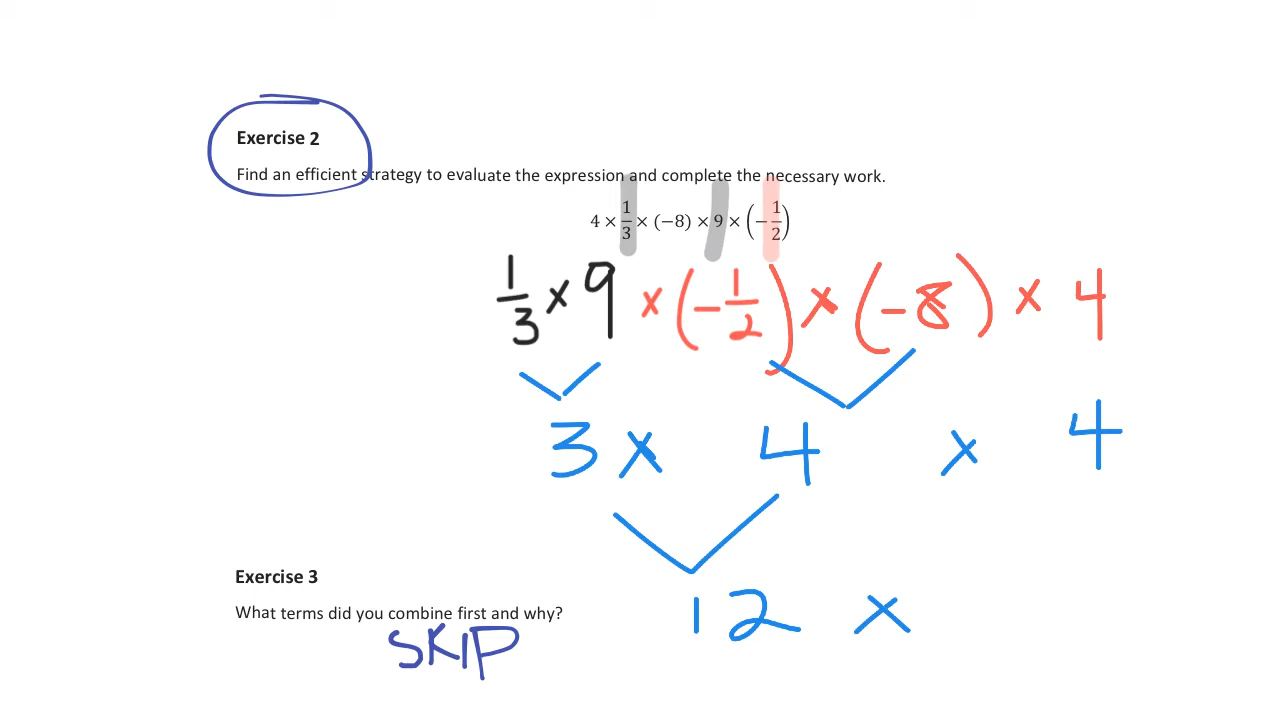 Exercise 2
Find an efficient strategy to evaluate the expression and complete the necessary work.
4 × 1/3 × (−8) × 9 × (−1/2)
1/3 × 9 × (−1/2) × (−8) × 4
3 × 4 × 4
12 ×
Exercise 3
What terms did you combine first and why?
SKIP